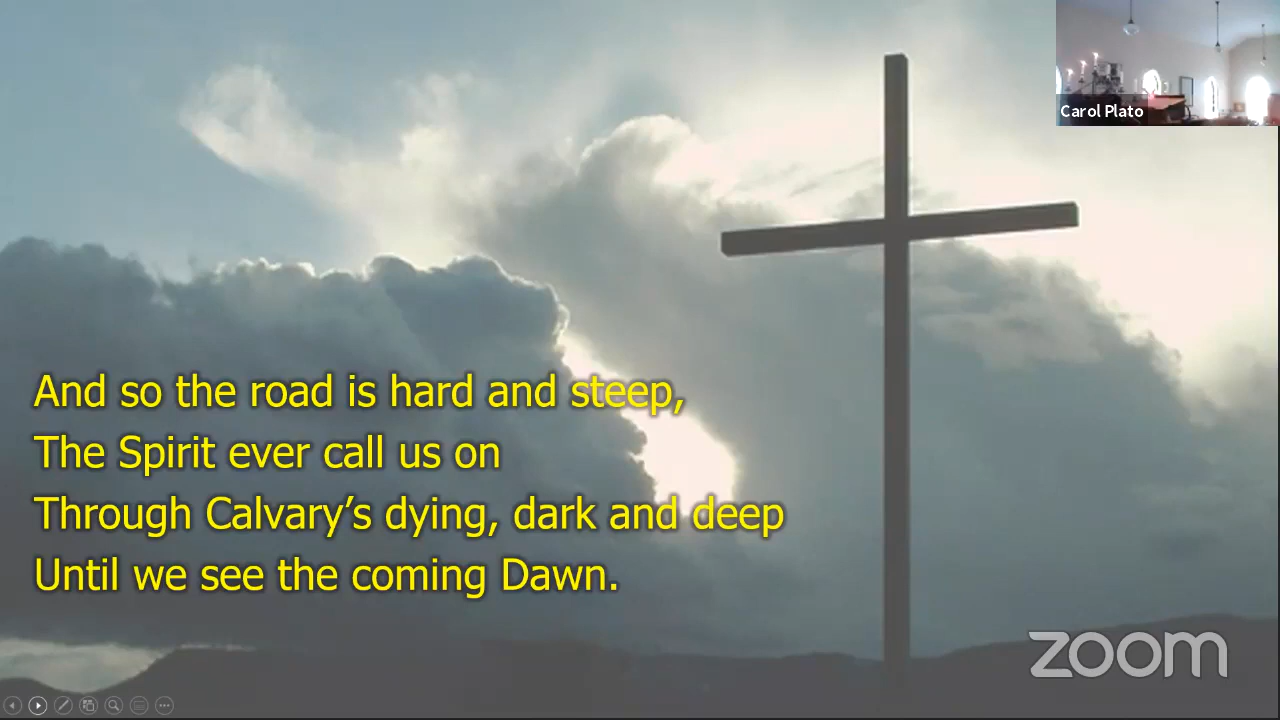 Carol Plato
And so the road is hard and steep,
The Spirit ever call us on
Through Calvary’s dying, dark and deep
Until we see the coming Dawn.
zoom